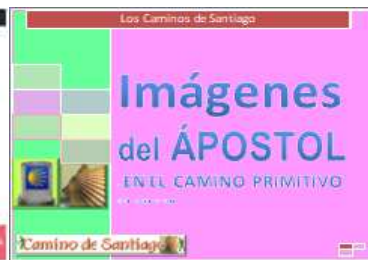 Los Caminos de Santiago
Imágenes
del ÁPOSTOL
EN EL CAMINO PRIMITIVO
Camino de Santiago